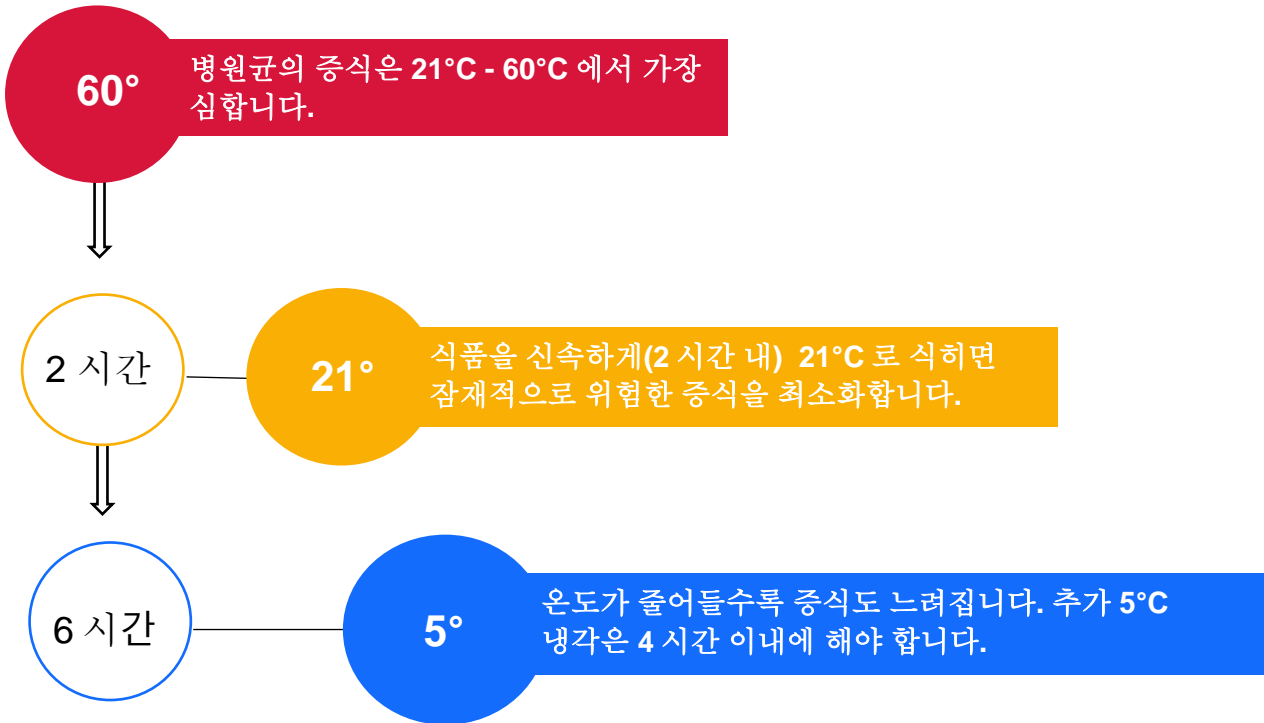 60°
병원균의 증식은 21°C - 60°C 에서 가장
심합니다.
2 시간
21°
식품을 신속하게(2 시간 내) 21°C 로 식히면
잠재적으로 위험한 증식을 최소화합니다.
6 시간
5°
온도가 줄어들수록 증식도 느려집니다. 추가 5°C
냉각은 4 시간 이내에 해야 합니다.